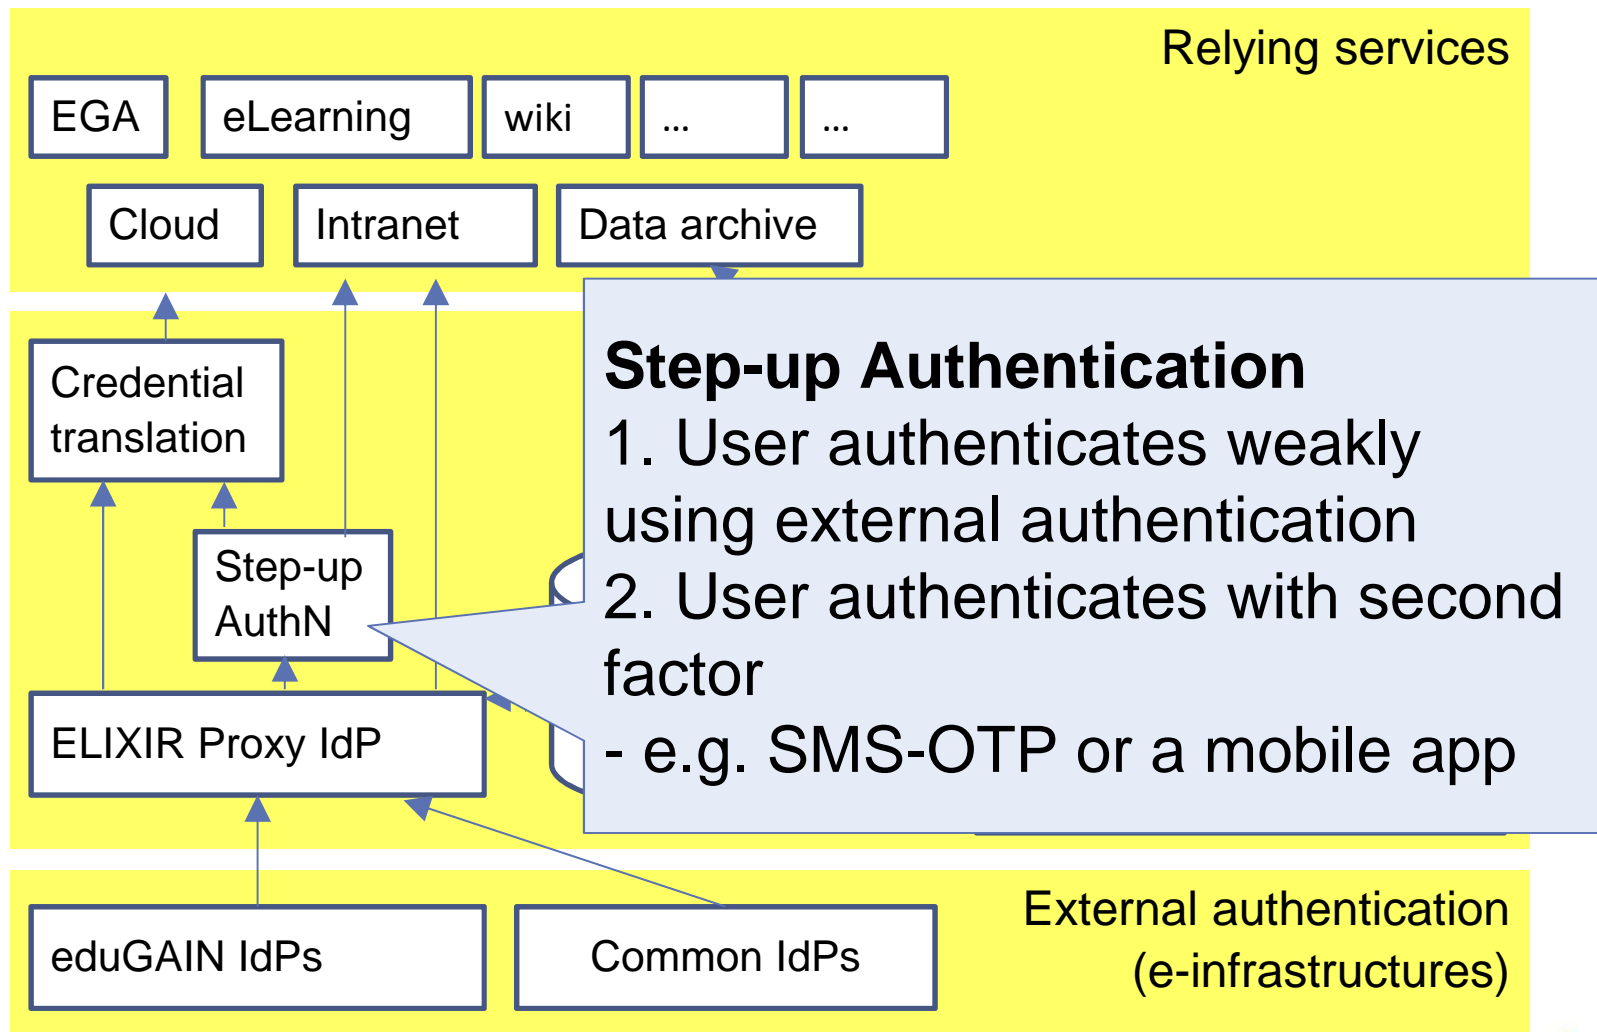 Relying services
EGA
eLearning
wiki
...
...
Cloud
Intranet
Data archive
Credential
translation
Step-up
AuthN
ELIXIR Proxy IdP
Step-up Authentication
1. User authenticates weakly
using external authentication
2. User authenticates with second
factor
- e.g. SMS-OTP or a mobile app
External authentication
(e-infrastructures)
eduGAIN IdPs
Common IdPs